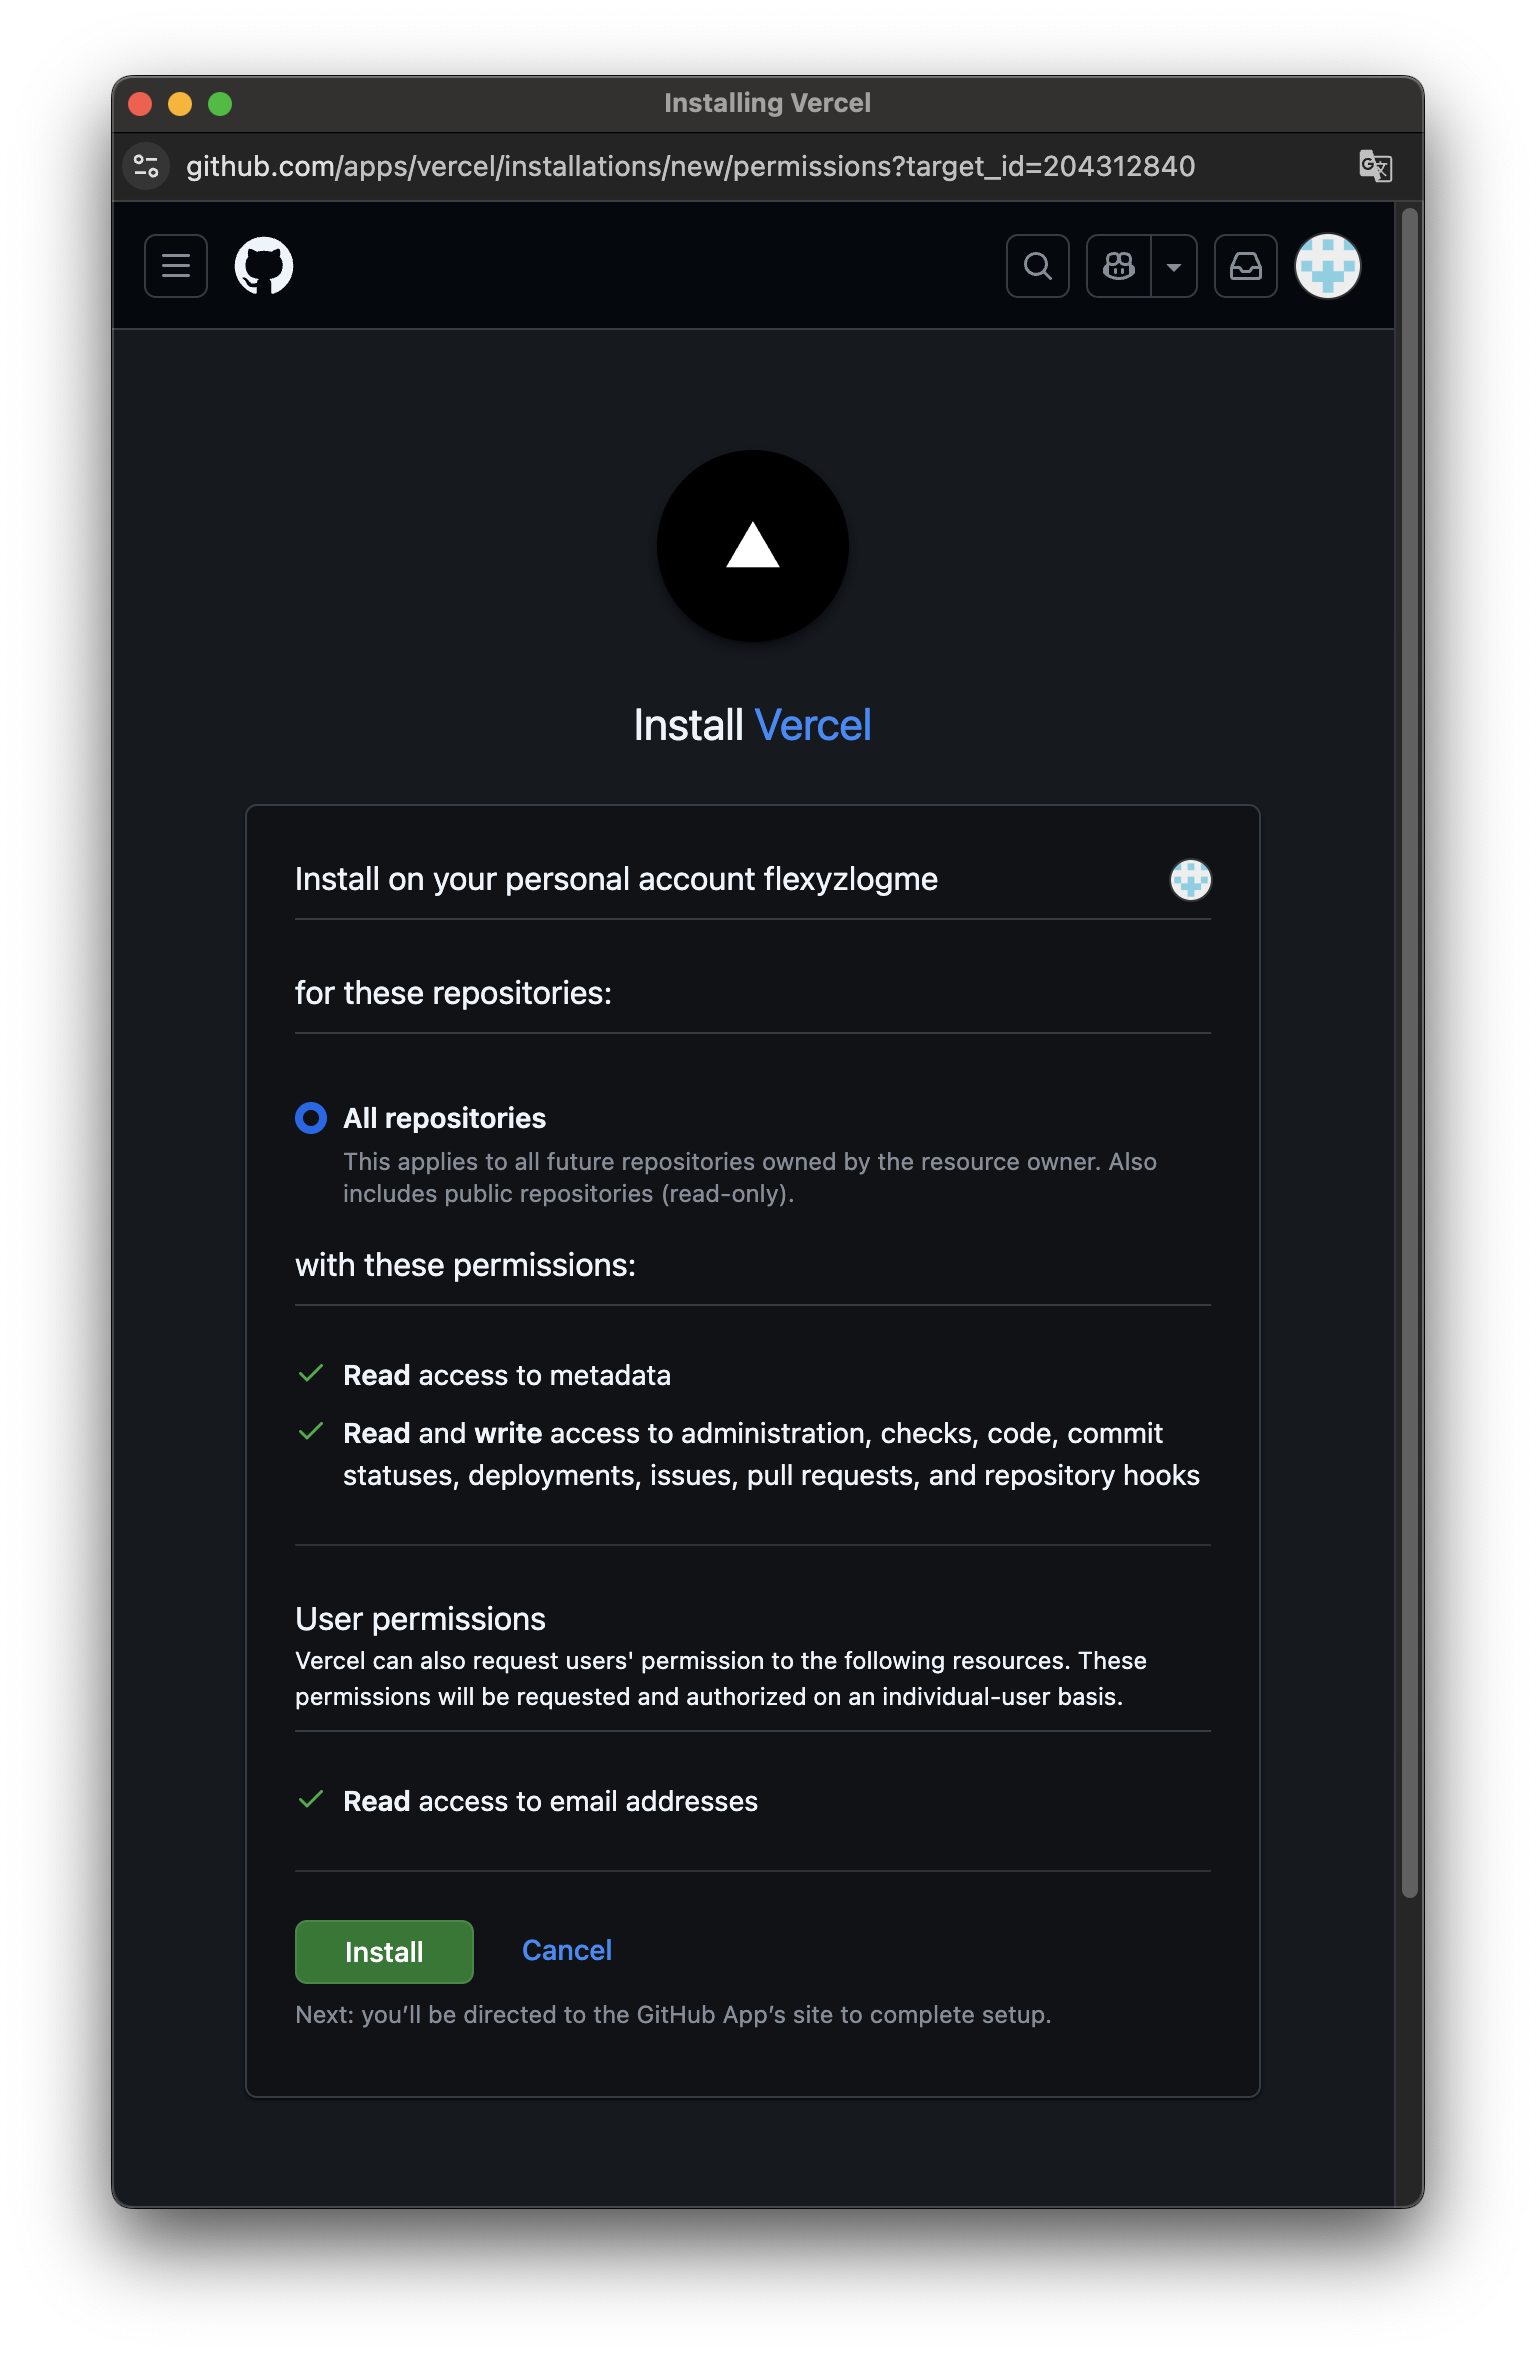 Installing Vercel
github.com/apps/vercel/installations/new/permissions?target_id=204312840
Install Vercel
Install on your personal account flexyzlogme
for these repositories:
All repositories
This applies to all future repositories owned by the resource owner. Also
includes public repositories (read-only).
with these permissions:
Read access to metadata
Read and write access to administration, checks, code, commit
statuses, deployments, issues, pull requests, and repository hooks
User permissions
Vercel can also request users' permission to the following resources. These
permissions will be requested and authorized on an individual-user basis.
Read access to email addresses
Install Cancel
Next: you’ll be directed to the GitHub App’s site to complete setup.